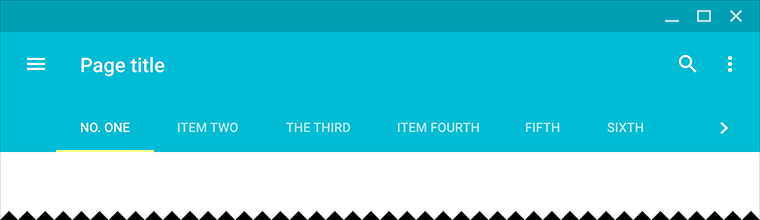 Page title
NO. ONE ITEM TWO THE THIRD ITEM FOURTH FIFTH SIXTH